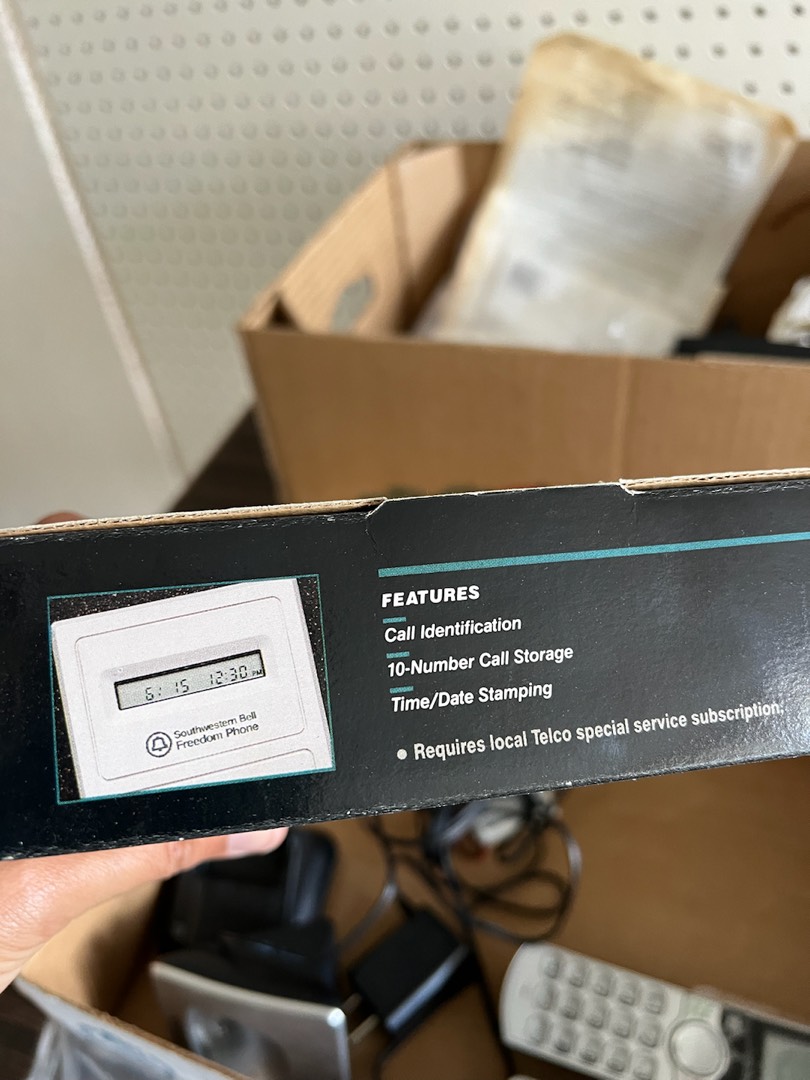 6: 15 12:30 PM
Southwestern Bell
Freedom Phone
FEATURES
Call Identification
10-Number Call Storage
Time/Date Stamping
● Requires local Telco special service subscription.